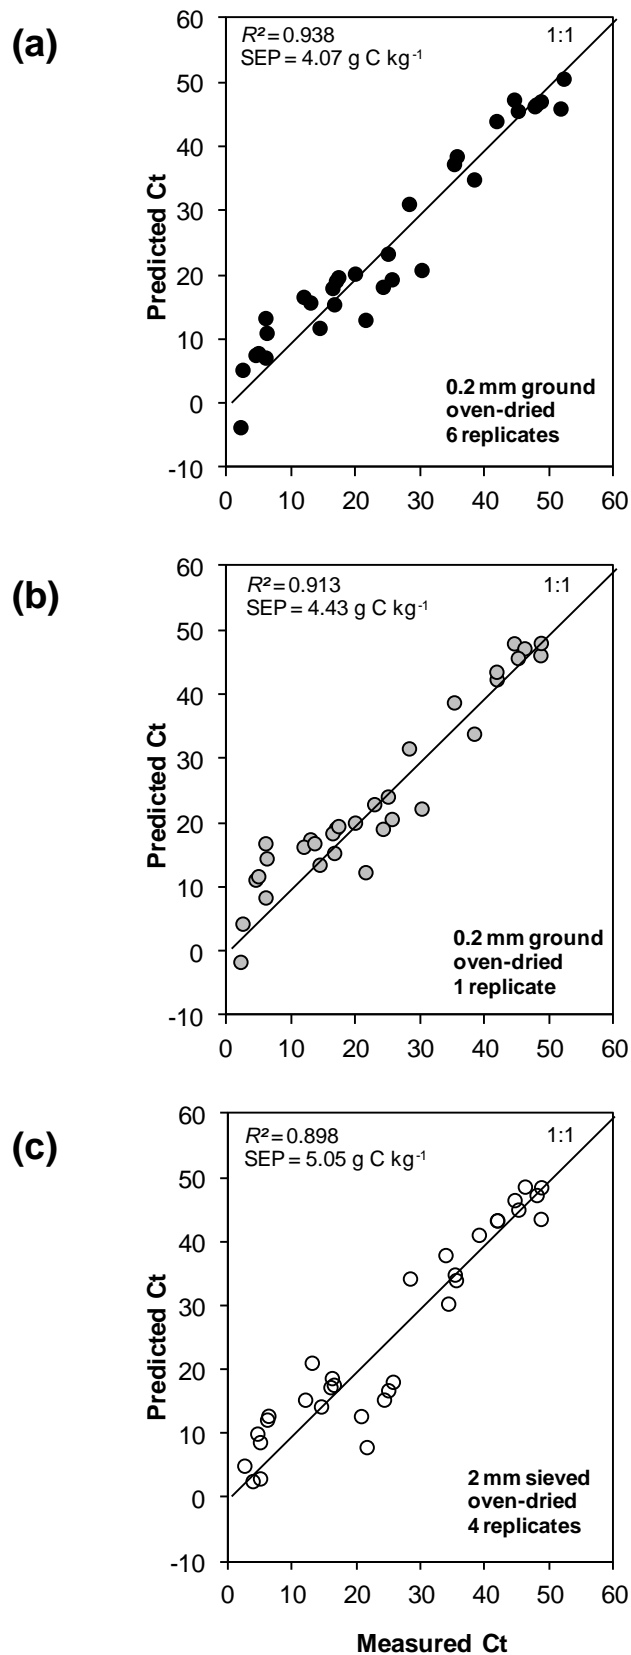 (a)
R²=0.938
1:1
SEP = 4.07 g C kg-1
60
50
40
30
20
10
0
-10
Predicted Ct
0.2 mm ground
oven-dried
6 replicates
0 10 20 30 40 50 60
(b)
R²=0.913
1:1
SEP = 4.43 g C kg-1
60
50
40
30
20
10
0
-10
Predicted Ct
0.2 mm ground
oven-dried
1 replicate
0 10 20 30 40 50 60
(c)
R²=0.898
1:1
SEP = 5.05 g C kg-1
60
50
40
30
20
10
0
-10
Predicted Ct
2 mm sieved
oven-dried
4 replicates
0 10 20 30 40 50 60
Measured Ct